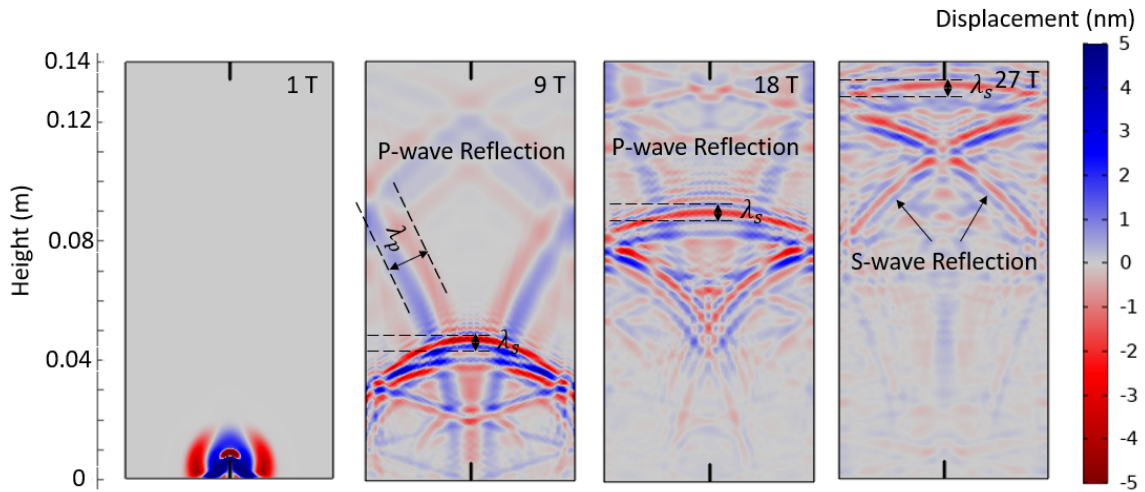 Displacement (nm)
0.14
0.12
0.08
0.04
0
Height (m)
1 T
9 T
P-wave Reflection
λp
λs
18 T
P-wave Reflection
λs
λs 27 T
S-wave Reflection
5
4
3
2
1
0
-1
-2
-3
-4
-5